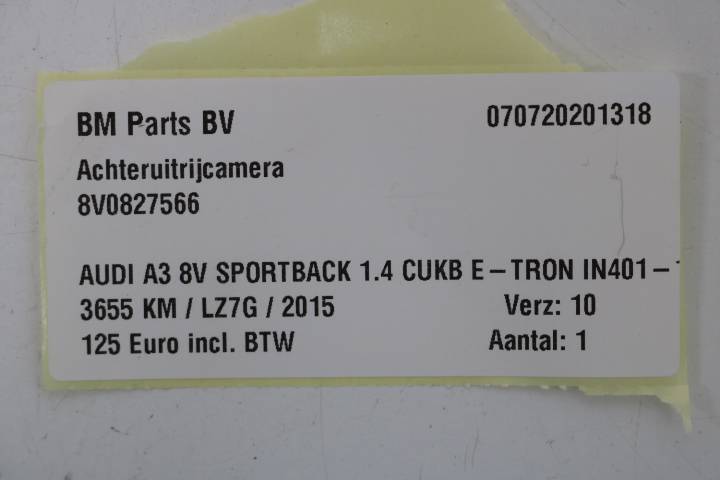 BM Parts BV 070720201318
Achteruitrijcamera
8V0827566
AUDI A3 8V SPORTBACK 1.4 CUKB E-TRON IN401-
3655 KM / LZ7G / 2015 Verz: 10
125 Euro incl. BTW Aantal: 1